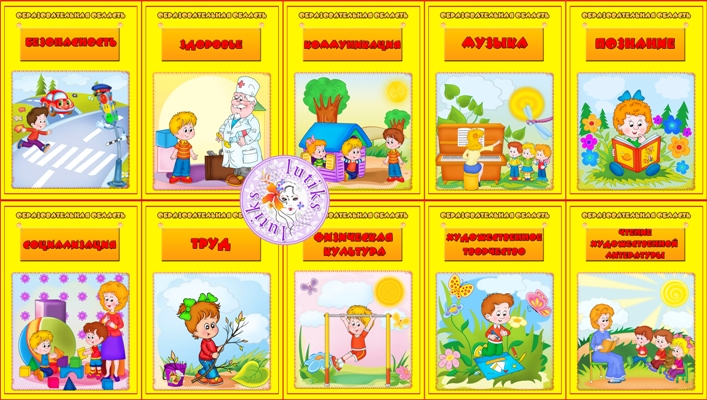 ОБРАЗОВАТЕЛЬНАЯ ОБЛАСТЬ
БЕЗОПАСНОСТЬ
ОБРАЗОВАТЕЛЬНАЯ ОБЛАСТЬ
ЗДОРОВЬЕ
ОБРАЗОВАТЕЛЬНАЯ ОБЛАСТЬ
КОММУНИКАЦИЯ
ОБРАЗОВАТЕЛЬНАЯ ОБЛАСТЬ
МУЗЫКА
ОБРАЗОВАТЕЛЬНАЯ ОБЛАСТЬ
ПОЗНАНИЕ
ОБРАЗОВАТЕЛЬНАЯ ОБЛАСТЬ
СОЦИАЛИЗАЦИЯ
ОБРАЗОВАТЕЛЬНАЯ ОБЛАСТЬ
ТРУД
ОБРАЗОВАТЕЛЬНАЯ ОБЛАСТЬ
ФИЗИЧЕСКАЯ
КУЛЬТУРА
ОБРАЗОВАТЕЛЬНАЯ ОБЛАСТЬ
ХУДОЖЕСТВЕННОЕ
ТВОРЧЕСТВО
ОБРАЗОВАТЕЛЬНАЯ ОБЛАСТЬ
ЧТЕНИЕ
ХУДОЖЕСТВЕННОЙ
ЛИТЕРАТУРЫ
lutiks
lutiks